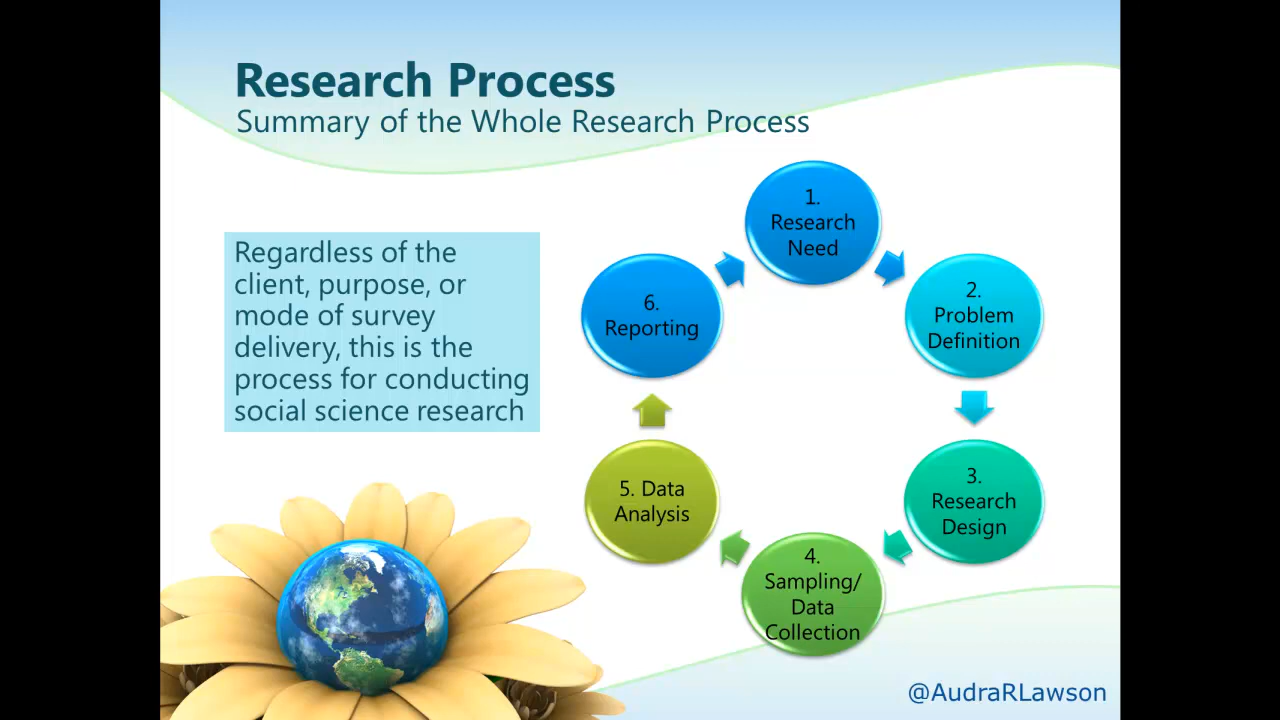 Research Process
Summary of the Whole Research Process
Regardless of the
client, purpose, or
mode of survey
delivery, this is the
process for conducting
social science research
1.
Research
Need
2.
Problem
Definition
3.
Research
Design
4.
Sampling/
Data
Collection
5. Data
Analysis
6.
Reporting
@AudraRLawson